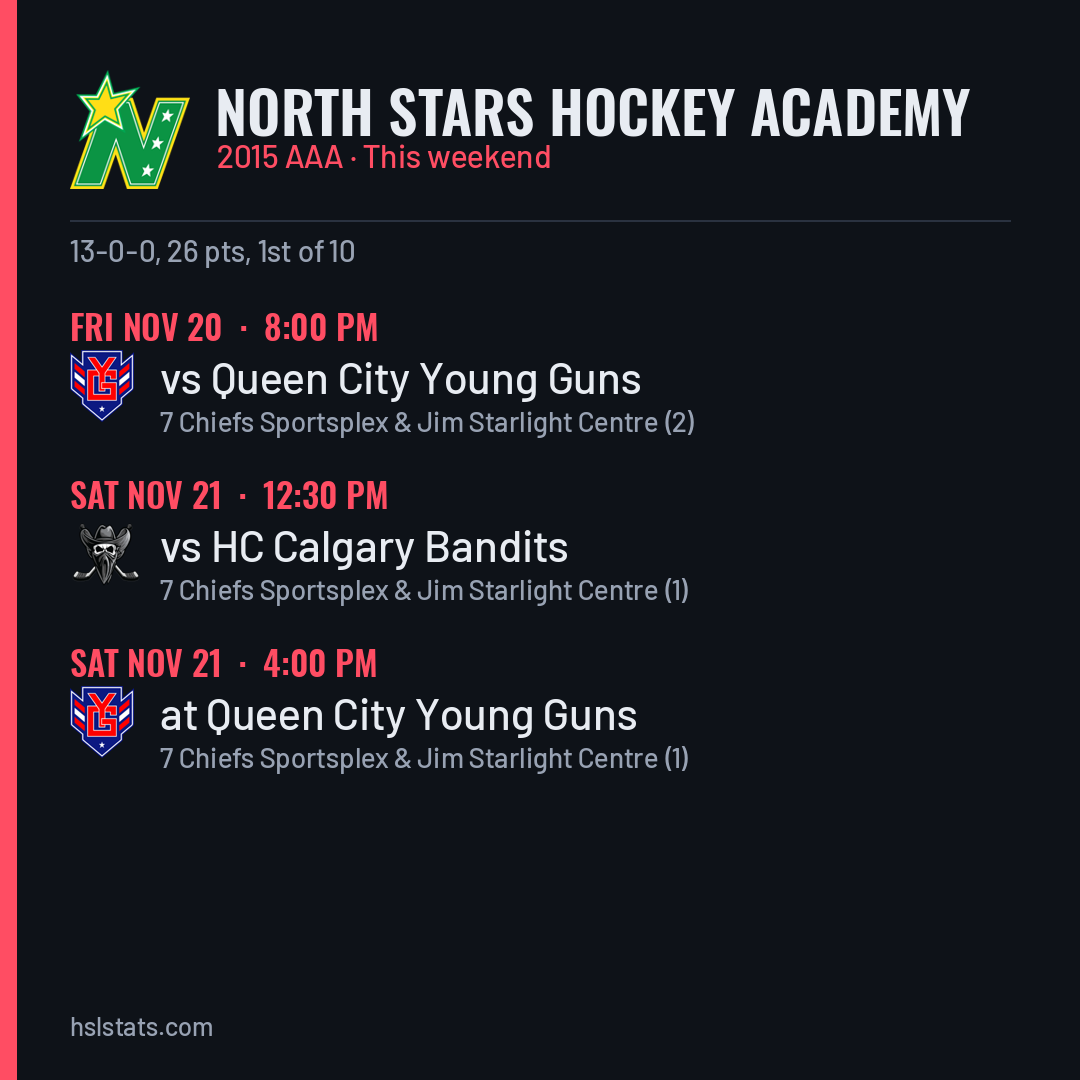 NORTH STARS HOCKEY ACADEMY
2015 AAA · This weekend
13-0-0, 26 pts, 1st of 10
FRI NOV 20 · 8:00 PM
vs Queen City Young Guns
7 Chiefs Sportsplex & Jim Starlight Centre (2)
SAT NOV 21 · 12:30 PM
vs HC Calgary Bandits
7 Chiefs Sportsplex & Jim Starlight Centre (1)
SAT NOV 21 · 4:00 PM
at Queen City Young Guns
7 Chiefs Sportsplex & Jim Starlight Centre (1)
hslstats.com